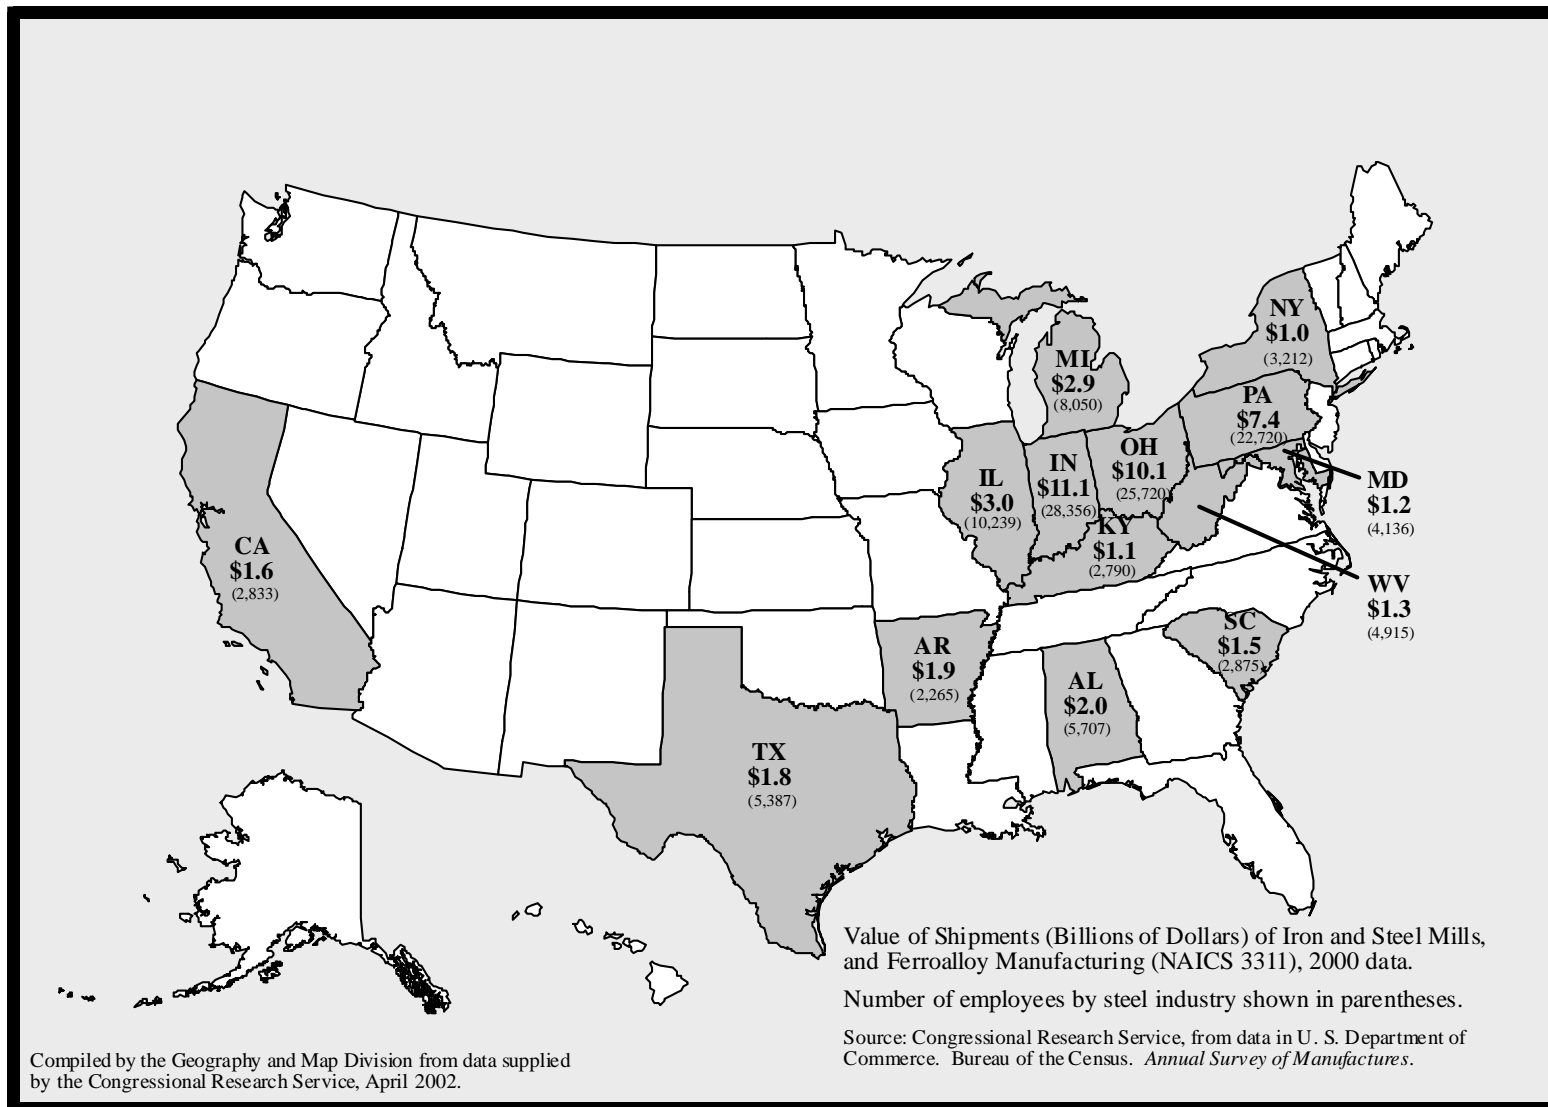 NY
$1.0
(3,212)
MI
$2.9
(8,050)
PA
$7.4
(22,720)
OH
$10.1
(25,720)
IN
$11.1
(28,356)
IL
$3.0
(10,239)
MD
$1.2
(4,136)
KY
$1.1
(2,790)
CA
$1.6
(2,833)
WV
$1.3
(4,915)
SC
$1.5
(2,875)
AR
$1.9
(2,265)
AL
$2.0
(5,707)
TX
$1.8
(5,387)
Value of Shipments (Billions of Dollars) of Iron and Steel Mills,
and Ferroalloy Manufacturing (NAICS 3311), 2000 data.
Number of employees by steel industry shown in parentheses.
Source: Congressional Research Service, from data in U. S. Department of
Commerce. Bureau of the Census. Annual Survey of Manufactures.
Compiled by the Geography and Map Division from data supplied
by the Congressional Research Service, April 2002.